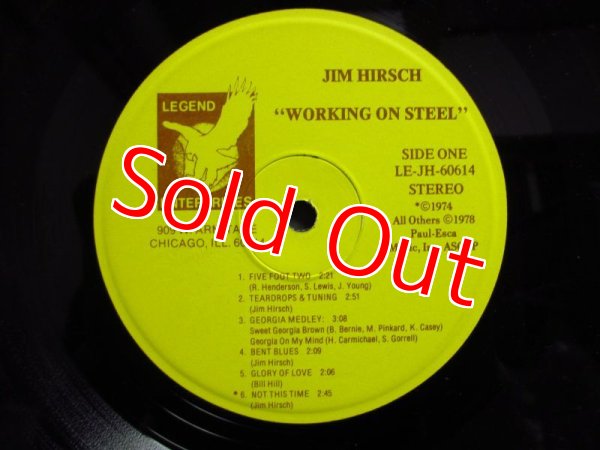 LEGEND
ENTERPRISES
CHICAGO, ILL.
JIM HIRSCH
"WORKING ON STEEL"
SIDE ONE
LE-JH-60614
STEREO
*©1974
All Others ©1978
Paul-Esca
Sold Out
1. FIVE FOOT TWO 2:21
(R. Henderson, S. Lewis, J. Young)
2. TEARDROPS & TUNING 2:51
(Jim Hirsch)
3. GEORGIA MEDLEY: 3:08
Sweet Georgia Brown (B. Bernie, M. Pinkard, K. Casey)
Georgia On My Mind (H. Carmichael, S. Gorrell)
4. BENT BLUES 2:09
(Jim Hirsch)
5. GLORY OF LOVE 2:06
(Bill Hill)
*6. NOT THIS TIME 2:45
(Jim Hirsch)